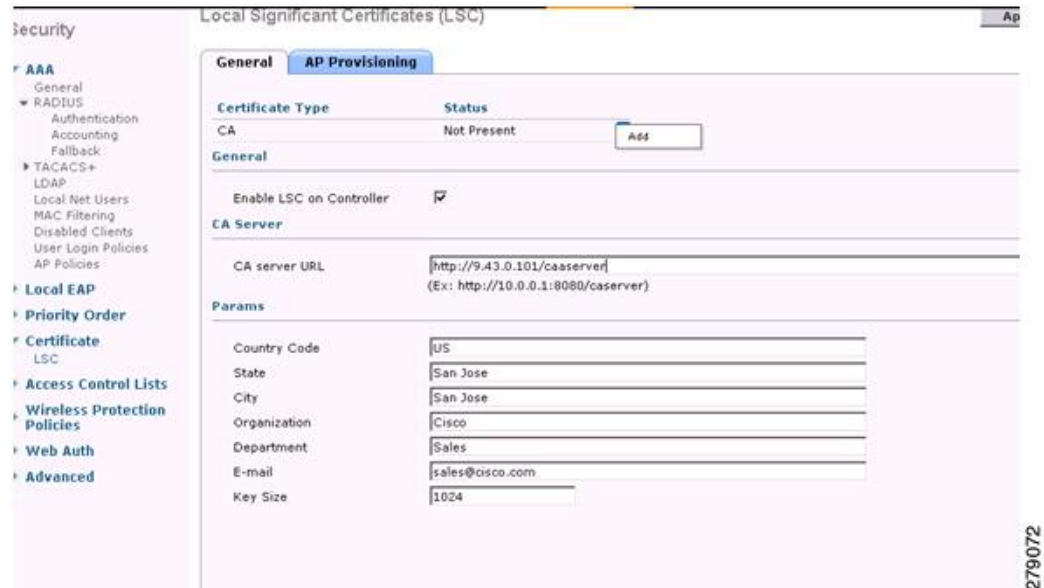 Security
AAA
General
RADIUS
Authentication
Accounting
Fallback
TACACS+
LDAP
Local Net Users
MAC Filtering
Disabled Clients
User Login Policies
AP Policies
Local EAP
Priority Order
Certificate
LSC
Access Control Lists
Wireless Protection
Policies
Web Auth
Advanced
Local Significant Certificates (LSC)
Ap
General AP Provisioning
Certificate Type Status
CA Not Present Add
General
Enable LSC on Controller
CA Server
CA server URL http://9.43.0.101/caaserver
(Ex: http://10.0.0.1:8080/caserver)
Params
Country Code US
State San Jose
City San Jose
Organization Cisco
Department Sales
E-mail sales@cisco.com
Key Size 1024
279072